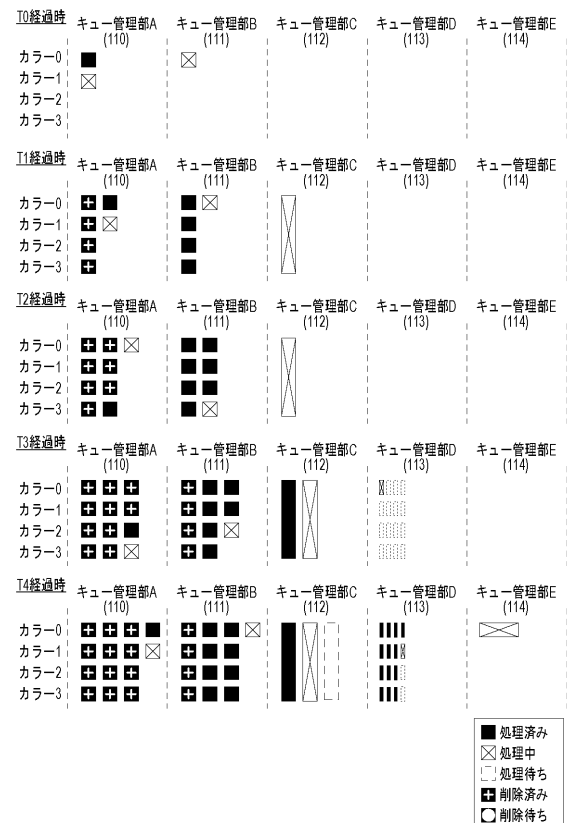 T0経過時 キュー管理部A キュー管理部B キュー管理部C キュー管理部D キュー管理部E
(110) (111) (112) (113) (114)
カラー0
カラー1
カラー2
カラー3
T1経過時 キュー管理部A キュー管理部B キュー管理部C キュー管理部D キュー管理部E
(110) (111) (112) (113) (114)
カラー0
カラー1
カラー2
カラー3
T2経過時 キュー管理部A キュー管理部B キュー管理部C キュー管理部D キュー管理部E
(110) (111) (112) (113) (114)
カラー0
カラー1
カラー2
カラー3
T3経過時 キュー管理部A キュー管理部B キュー管理部C キュー管理部D キュー管理部E
(110) (111) (112) (113) (114)
カラー0
カラー1
カラー2
カラー3
T4経過時 キュー管理部A キュー管理部B キュー管理部C キュー管理部D キュー管理部E
(110) (111) (112) (113) (114)
カラー0
カラー1
カラー2
カラー3
処理済み
処理中
処理待ち
削除済み
削除待ち